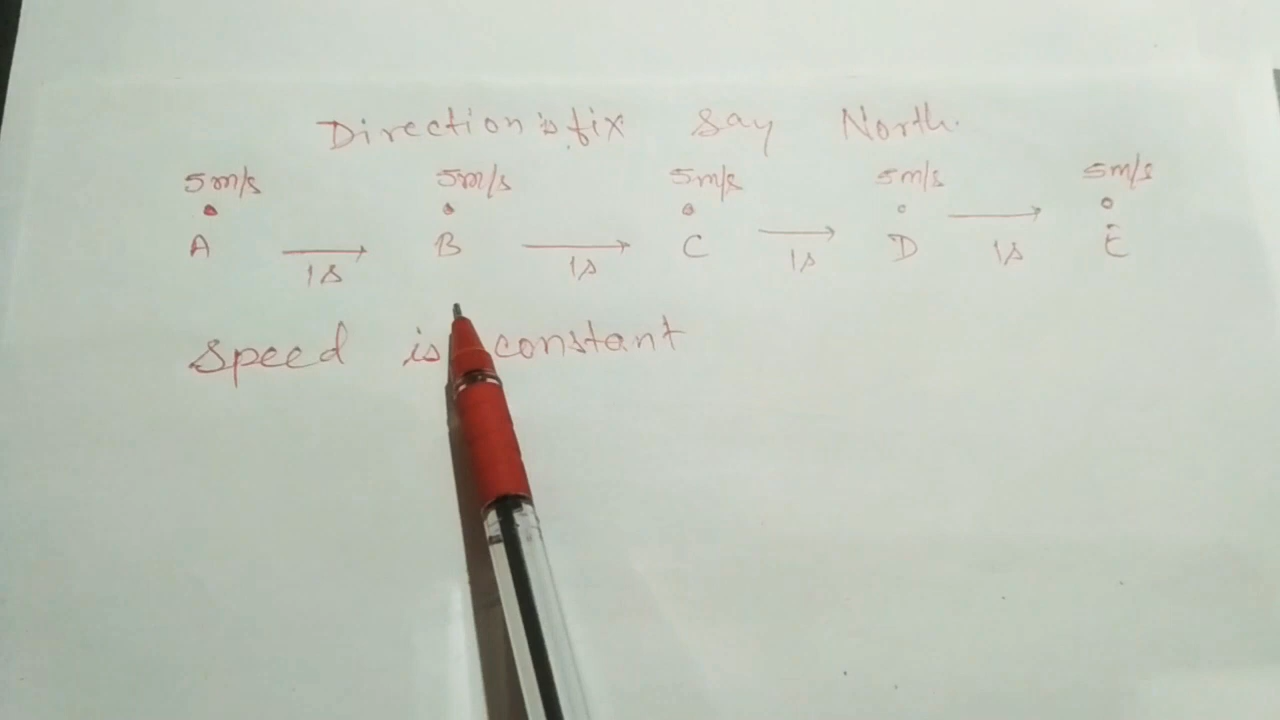 Direction is fix say North.
5m/s 5m/s 5m/s 5m/s 5m/s
A 1s B 1s C 1s D 1s E
Speed is constant